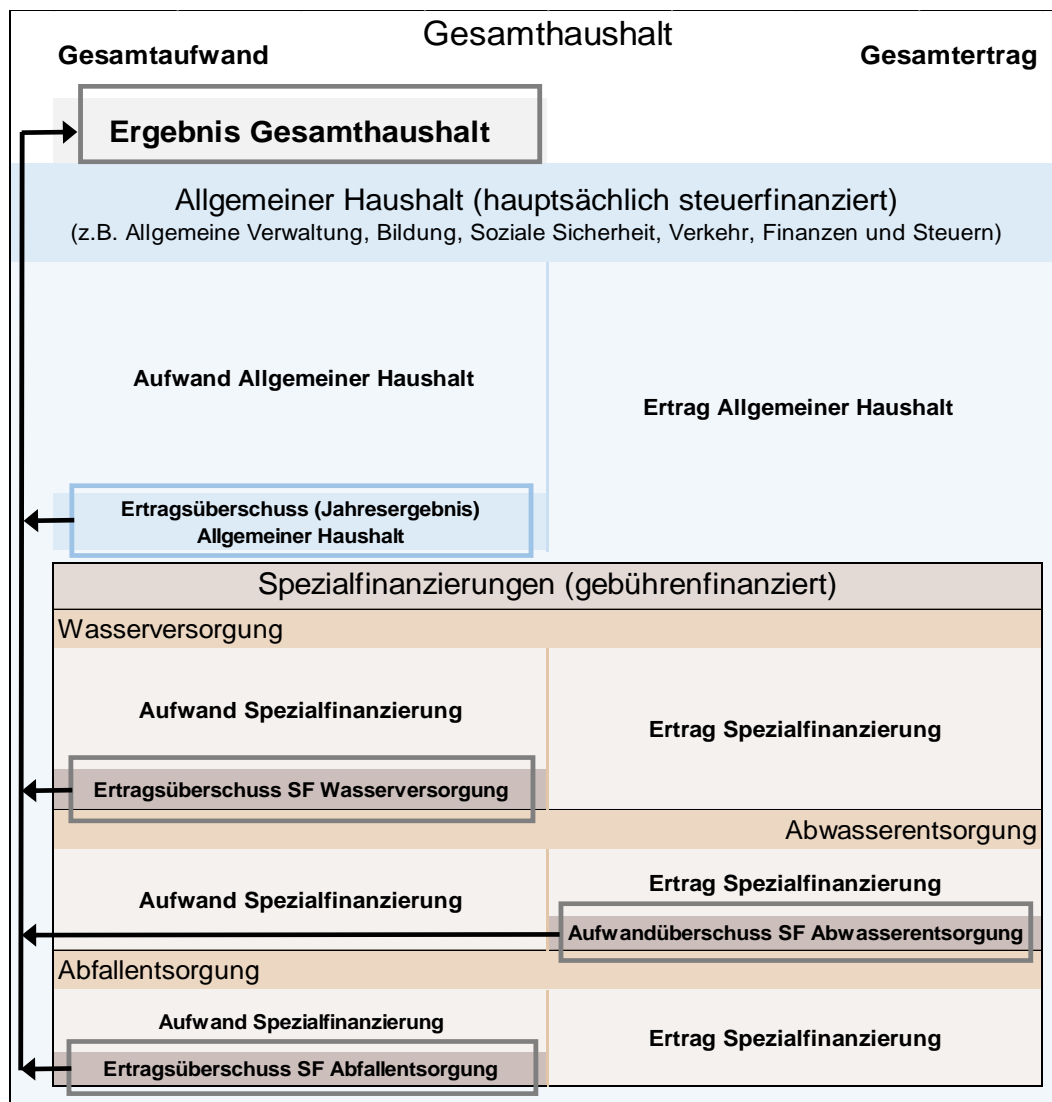 Gesamthaushalt
Gesamtaufwand
Gesamtertrag
Ergebnis Gesamthaushalt
Allgemeiner Haushalt (hauptsächlich steuerfinanziert)
(z.B. Allgemeine Verwaltung, Bildung, Soziale Sicherheit, Verkehr, Finanzen und Steuern)
Aufwand Allgemeiner Haushalt
Ertrag Allgemeiner Haushalt
Ertragsüberschuss (Jahresergebnis)
Allgemeiner Haushalt
Spezialfinanzierungen (gebührenfinanziert)
Wasserversorgung
Aufwand Spezialfinanzierung
Ertrag Spezialfinanzierung
Ertragsüberschuss SF Wasserversorgung
Abwasserentsorgung
Aufwand Spezialfinanzierung
Ertrag Spezialfinanzierung
Aufwandüberschuss SF Abwasserentsorgung
Abfallentsorgung
Aufwand Spezialfinanzierung
Ertrag Spezialfinanzierung
Ertragsüberschuss SF Abfallentsorgung